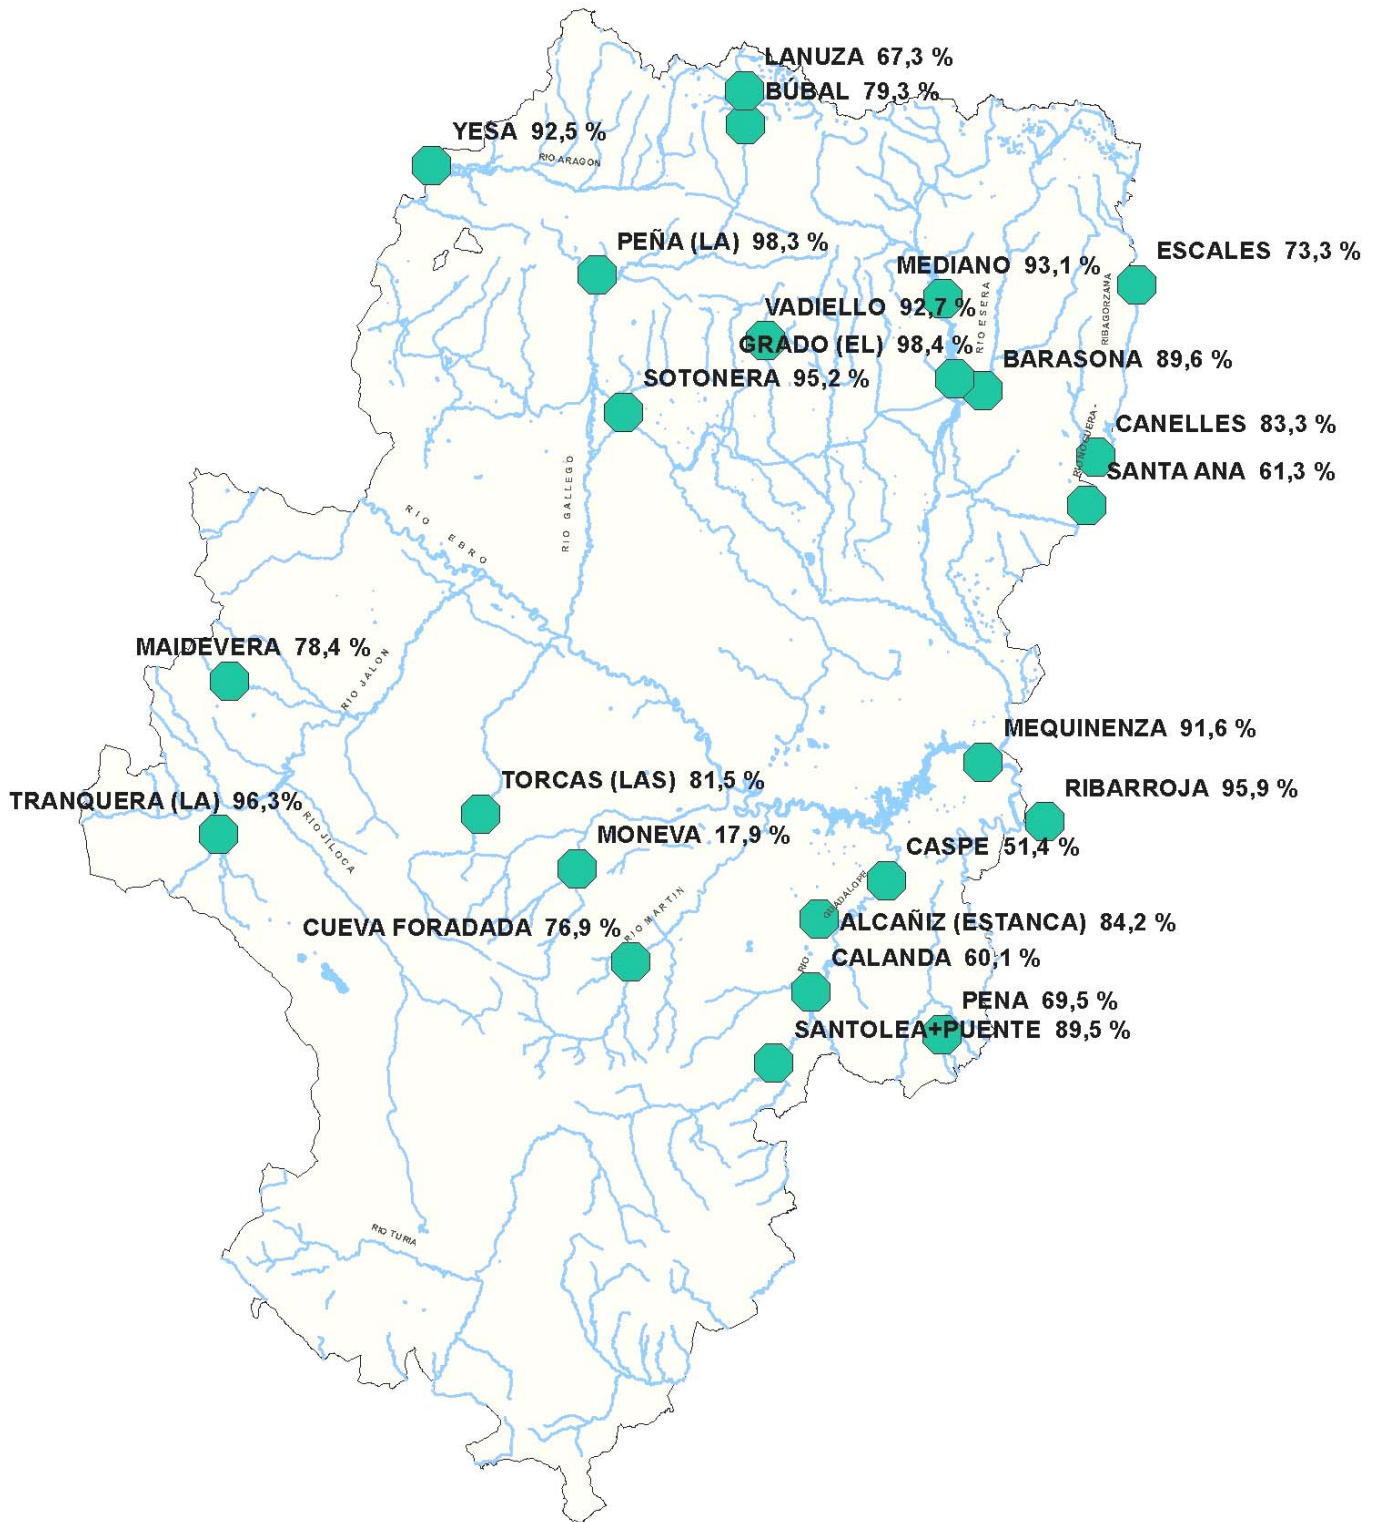 LANUZA 67,3 %
BÚBAL 79,3 %
YESA 92,5 %
RIO ARAGON
PEÑA (LA) 98,3 %
ESCALES 73,3 %
MEDIANO 93,1 %
RIBAGORZANA
VADIELLO 92,7 %
RIO ESERA
GRADO (EL) 98,4 %
BARASONA 89,6 %
SOTONERA 95,2 %
CANELLES 83,3 %
RIO NOGUERA -
SANTA ANA 61,3 %
RIO GALLEGO
RIO EBRO
MAIDEVERA 78,4 %
RIO JALON
MEQUINENZA 91,6 %
TORCAS (LAS) 81,5 %
RIBARROJA 95,9 %
TRANQUERA (LA) 96,3%
RIO JILOCA
MONEVA 17,9 %
CASPE 51,4 %
GUADALOPE
RIO MARTIN
ALCAÑIZ (ESTANCA) 84,2 %
CUEVA FORADADA 76,9 %
RIO
CALANDA 60,1 %
PENA 69,5 %
SANTOLEA+PUENTE 89,5 %
RIO TURIA